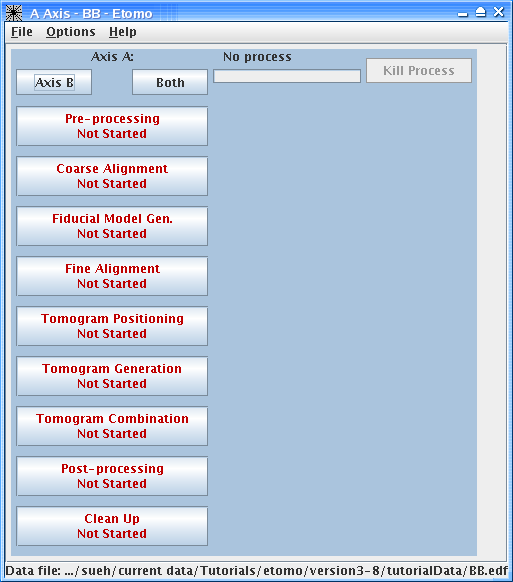 A Axis - BB - Etomo
File Options Help
Axis A: No process
Axis B Both Kill Process
Pre-processing
Not Started
Coarse Alignment
Not Started
Fiducial Model Gen.
Not Started
Fine Alignment
Not Started
Tomogram Positioning
Not Started
Tomogram Generation
Not Started
Tomogram Combination
Not Started
Post-processing
Not Started
Clean Up
Not Started
Data file: .../sueh/current data/Tutorials/etomo/version3-8/tutorialData/BB.edf